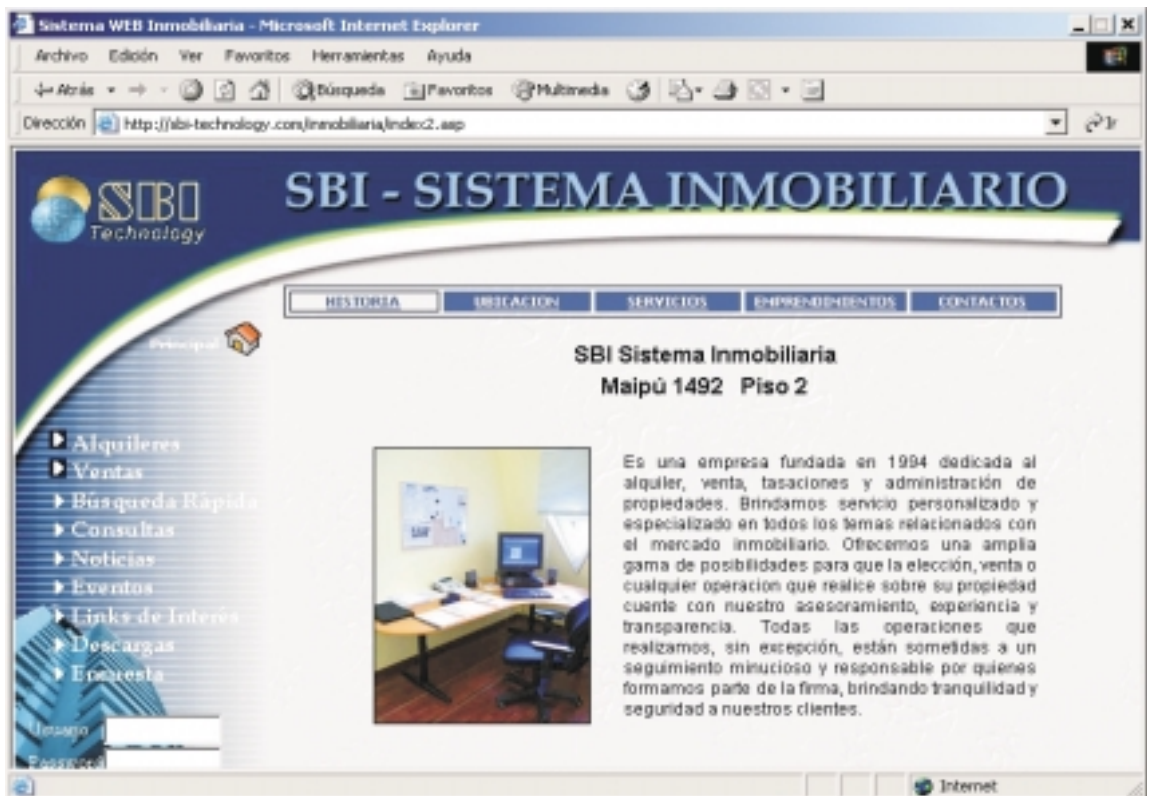 Sistema WEB Inmobiliaria - Microsoft Internet Explorer
Archivo Edición Ver Favoritos Herramientas Ayuda
Atrás Búsqueda Favoritos Multimedia
Dirección http://sbi-technology.com/inmobiliaria/index2.asp Ir
SBI
Technology
SBI - SISTEMA INMOBILIARIO
HISTORIA UBICACION SERVICIOS EMPRENDIMIENTOS CONTACTOS
Principal
SBI Sistema Inmobiliaria
Maipú 1492 Piso 2
Alquileres
Ventas
Búsqueda Rápida
Consultas
Noticias
Eventos
Links de Interés
Descargas
Encuesta
Usuario
Password
Es una empresa fundada en 1994 dedicada al
alquiler, venta, tasaciones y administración de
propiedades. Brindamos servicio personalizado y
especializado en todos los temas relacionados con
el mercado inmobiliario. Ofrecemos una amplia
gama de posibilidades para que la elección, venta o
cualquier operacion que realice sobre su propiedad
cuente con nuestro asesoramiento, experiencia y
transparencia. Todas las operaciones que
realizamos, sin excepción, están sometidas a un
seguimiento minucioso y responsable por quienes
formamos parte de la firma, brindando tranquilidad y
seguridad a nuestros clientes.
Internet